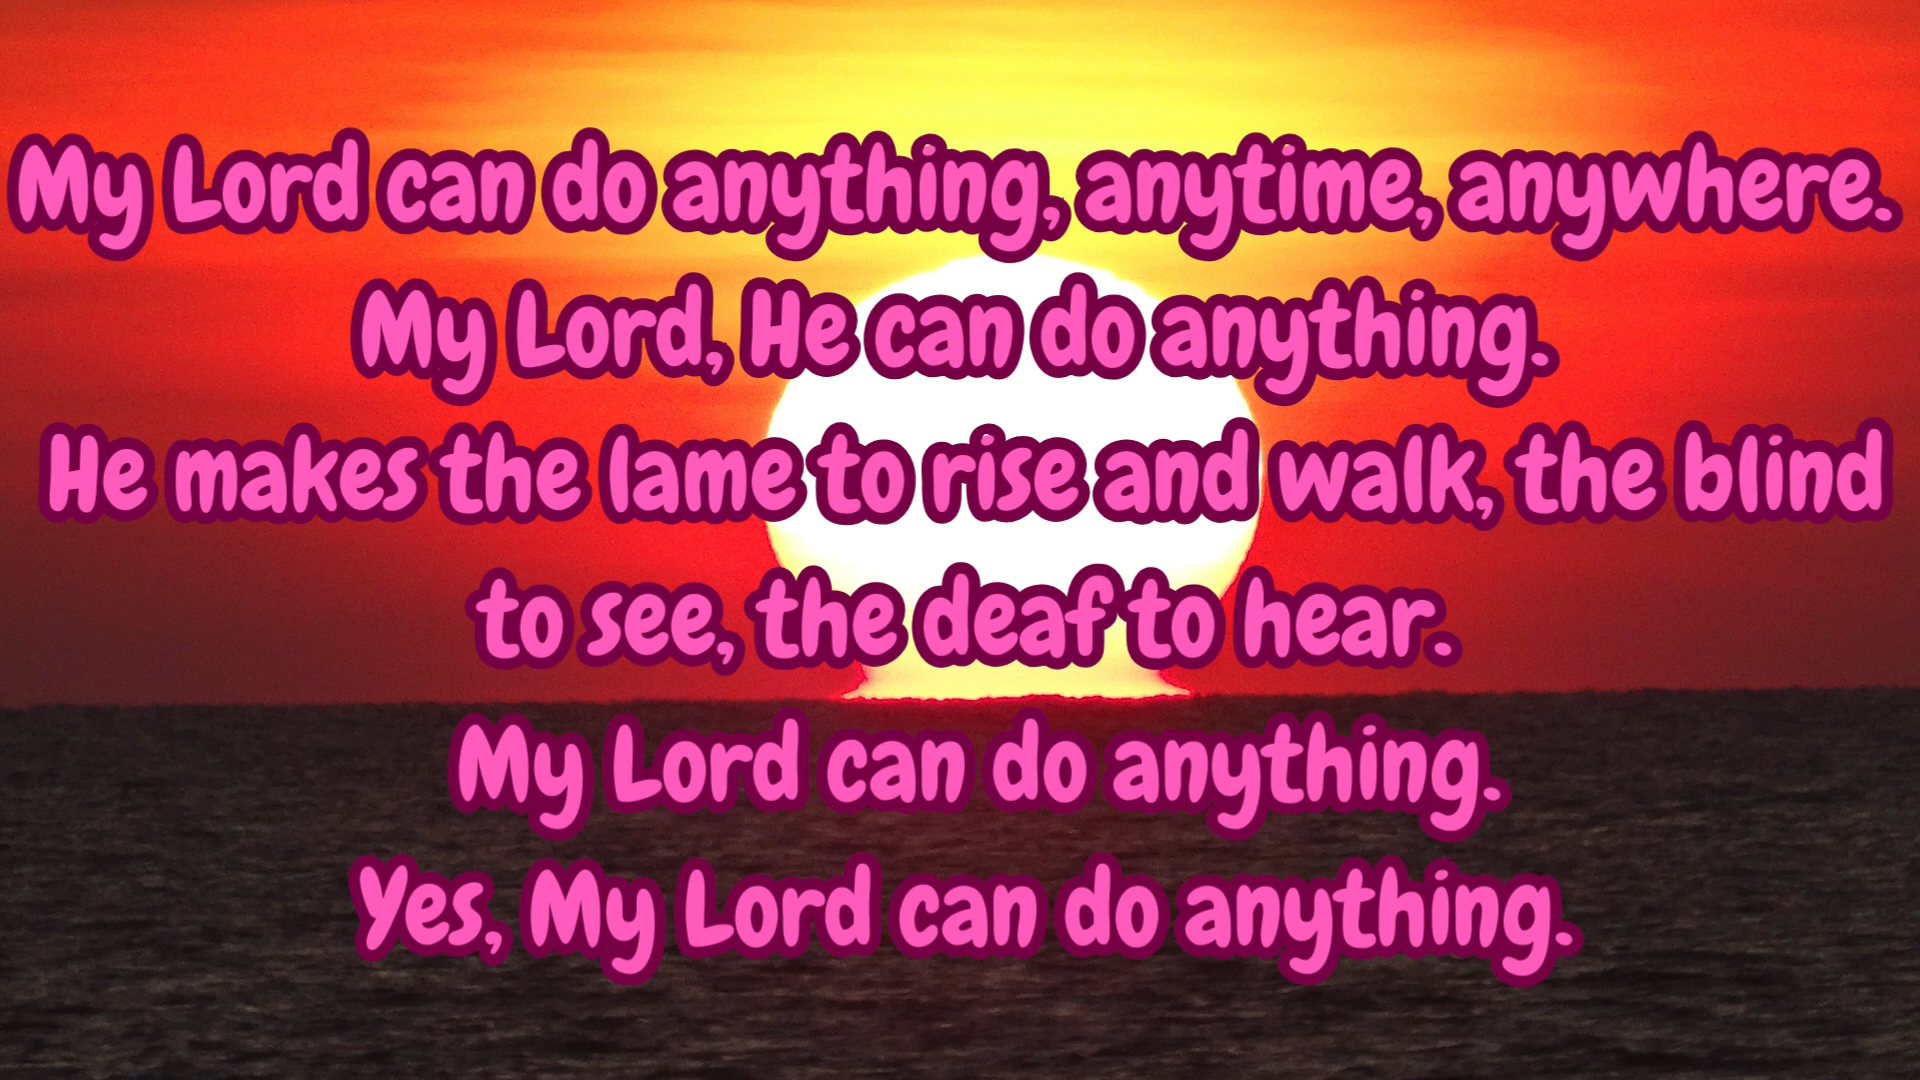 My Lord can do anything, anytime, anywhere.
My Lord, He can do anything.
He makes the lame to rise and walk, the blind
to see, the deaf to hear.
My Lord can do anything.
Yes, My Lord can do anything.